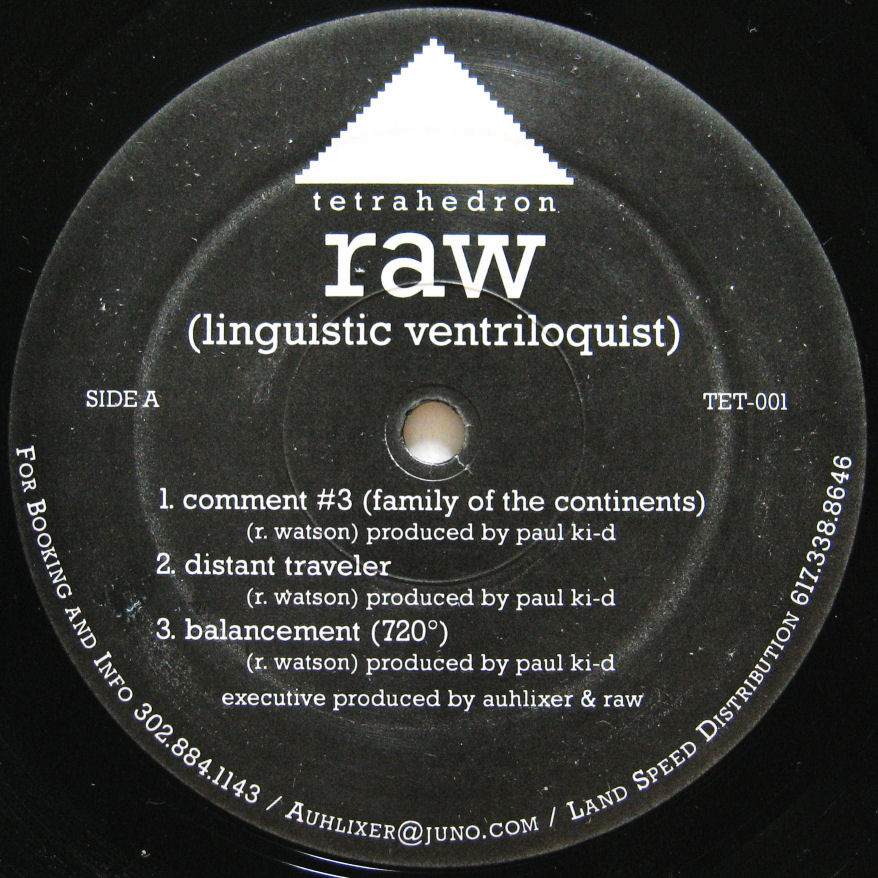 tetrahedron
raw
(linguistic ventriloquist)
SIDE A
TET-001
1. comment #3 (family of the continents)
(r. watson) produced by paul ki-d
2. distant traveler
(r. watson) produced by paul ki-d
3. balancement (720°)
(r. watson) produced by paul ki-d
executive produced by auhlixer & raw
For Booking and Info 302.884.1143 / Auhlixer@juno.com / Land Speed Distribution 617.338.8646